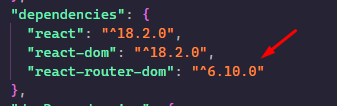 "dependencies": {
"react": "^18.2.0",
"react-dom": "^18.2.0",
"react-router-dom": "^6.10.0"
},